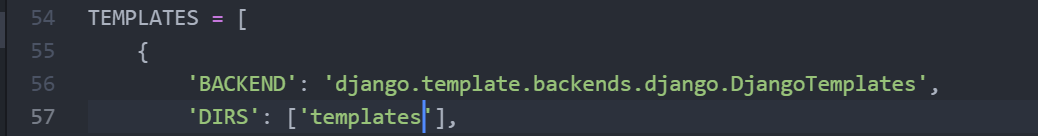 54 TEMPLATES = [
55 {
56 'BACKEND': 'django.template.backends.django.DjangoTemplates',
57 'DIRS': ['templates'],